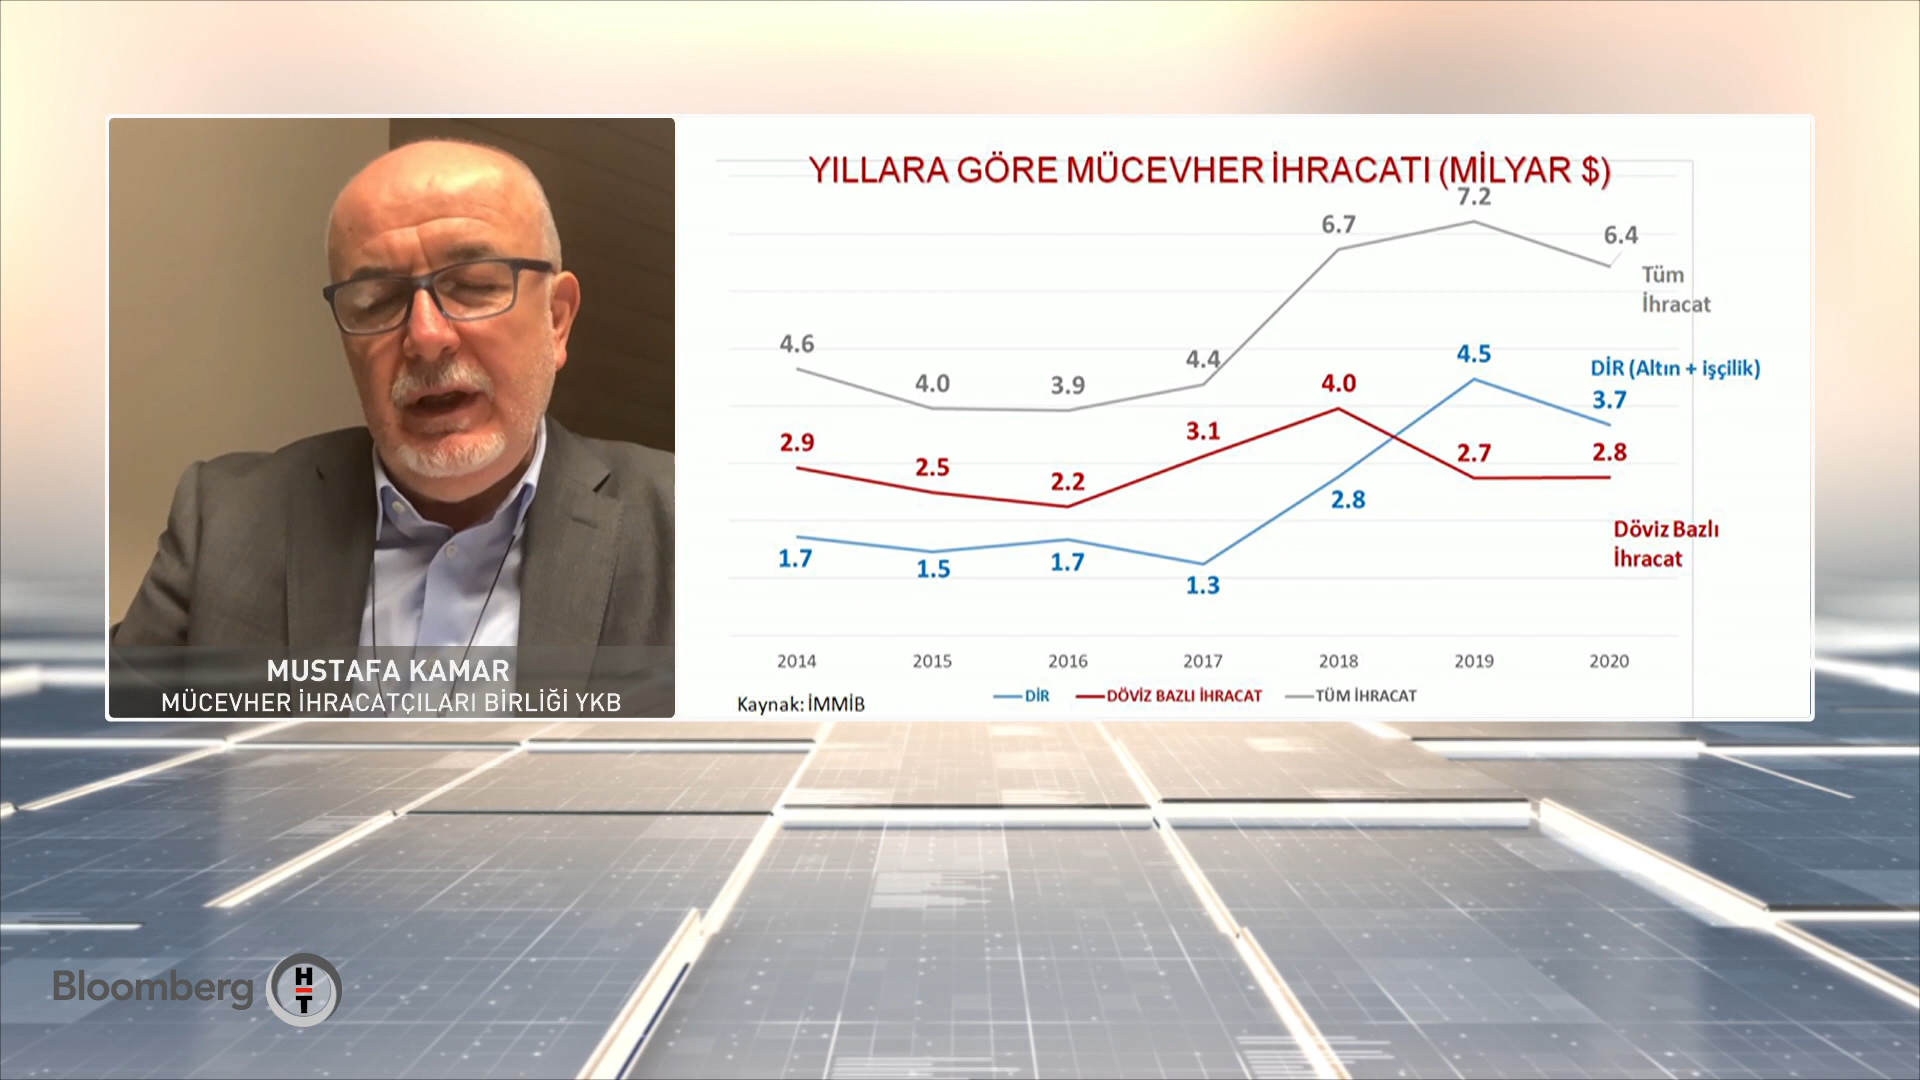 YILLARA GÖRE MÜCEVHER İHRACATI (MİLYAR $)
7.2
6.7
6.4
Tüm
İhracat
4.6
4.0
3.9
4.4
4.5
DİR (Altın + işçilik)
3.7
4.0
2.9
2.5
2.2
3.1
2.7
2.8
2.8
Döviz Bazlı
İhracat
1.7
1.5
1.7
1.3
2014 2015 2016 2017 2018 2019 2020
DİR DÖVİZ BAZLI İHRACAT TÜM İHRACAT
Kaynak: İMMİB
MUSTAFA KAMAR
MÜCEVHER İHRACATÇILARI BİRLİĞİ YKB
Bloomberg HT